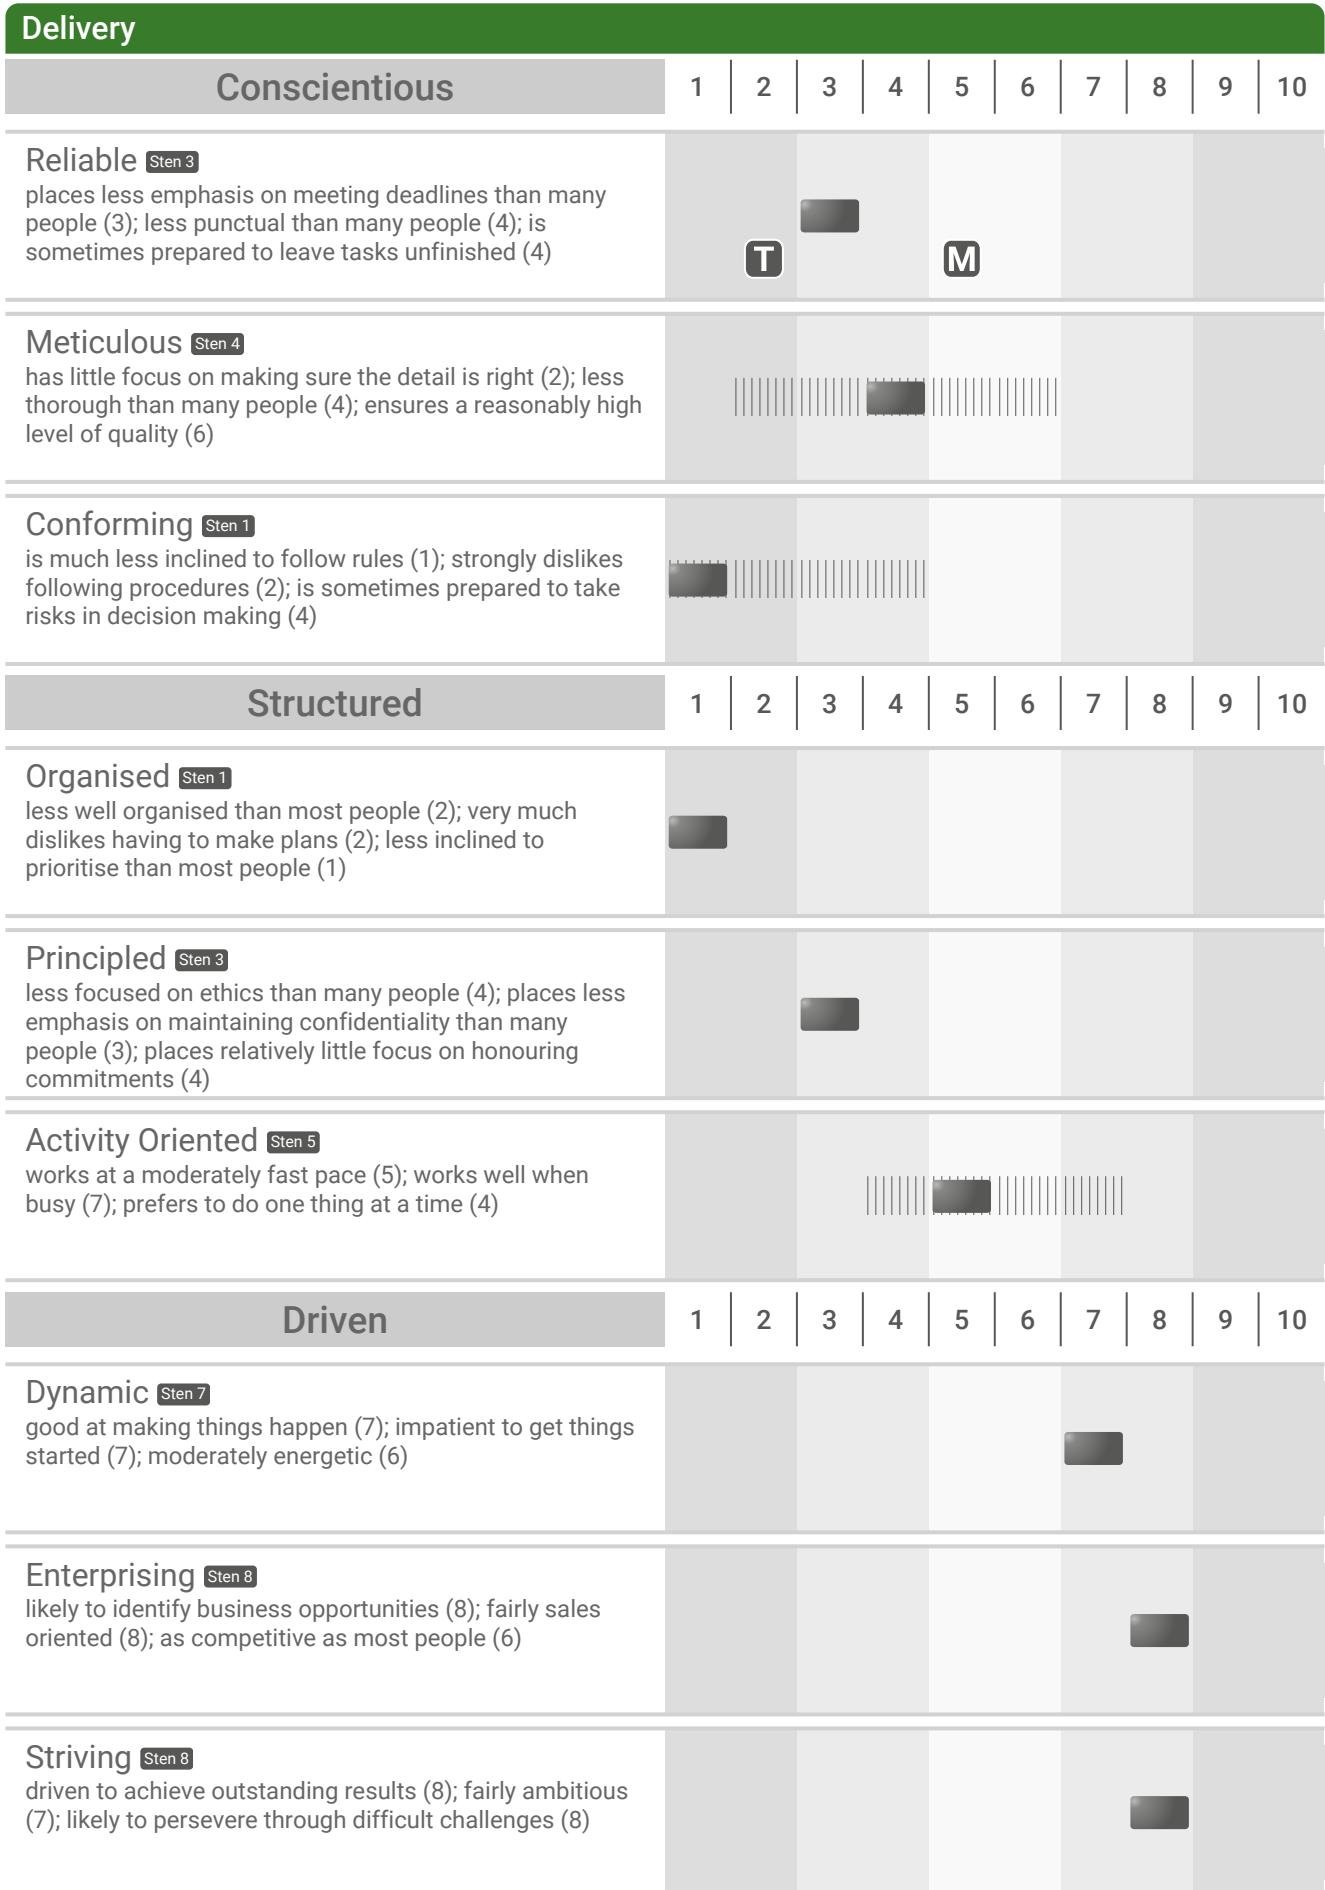 Delivery
Conscientious 1 2 3 4 5 6 7 8 9 10
Reliable Sten 3
places less emphasis on meeting deadlines than many
people (3); less punctual than many people (4); is
sometimes prepared to leave tasks unfinished (4)
T M
Meticulous Sten 4
has little focus on making sure the detail is right (2); less
thorough than many people (4); ensures a reasonably high
level of quality (6)
Conforming Sten 1
is much less inclined to follow rules (1); strongly dislikes
following procedures (2); is sometimes prepared to take
risks in decision making (4)
Structured 1 2 3 4 5 6 7 8 9 10
Organised Sten 1
less well organised than most people (2); very much
dislikes having to make plans (2); less inclined to
prioritise than most people (1)
Principled Sten 3
less focused on ethics than many people (4); places less
emphasis on maintaining confidentiality than many
people (3); places relatively little focus on honouring
commitments (4)
Activity Oriented Sten 5
works at a moderately fast pace (5); works well when
busy (7); prefers to do one thing at a time (4)
Driven 1 2 3 4 5 6 7 8 9 10
Dynamic Sten 7
good at making things happen (7); impatient to get things
started (7); moderately energetic (6)
Enterprising Sten 8
likely to identify business opportunities (8); fairly sales
oriented (8); as competitive as most people (6)
Striving Sten 8
driven to achieve outstanding results (8); fairly ambitious
(7); likely to persevere through difficult challenges (8)